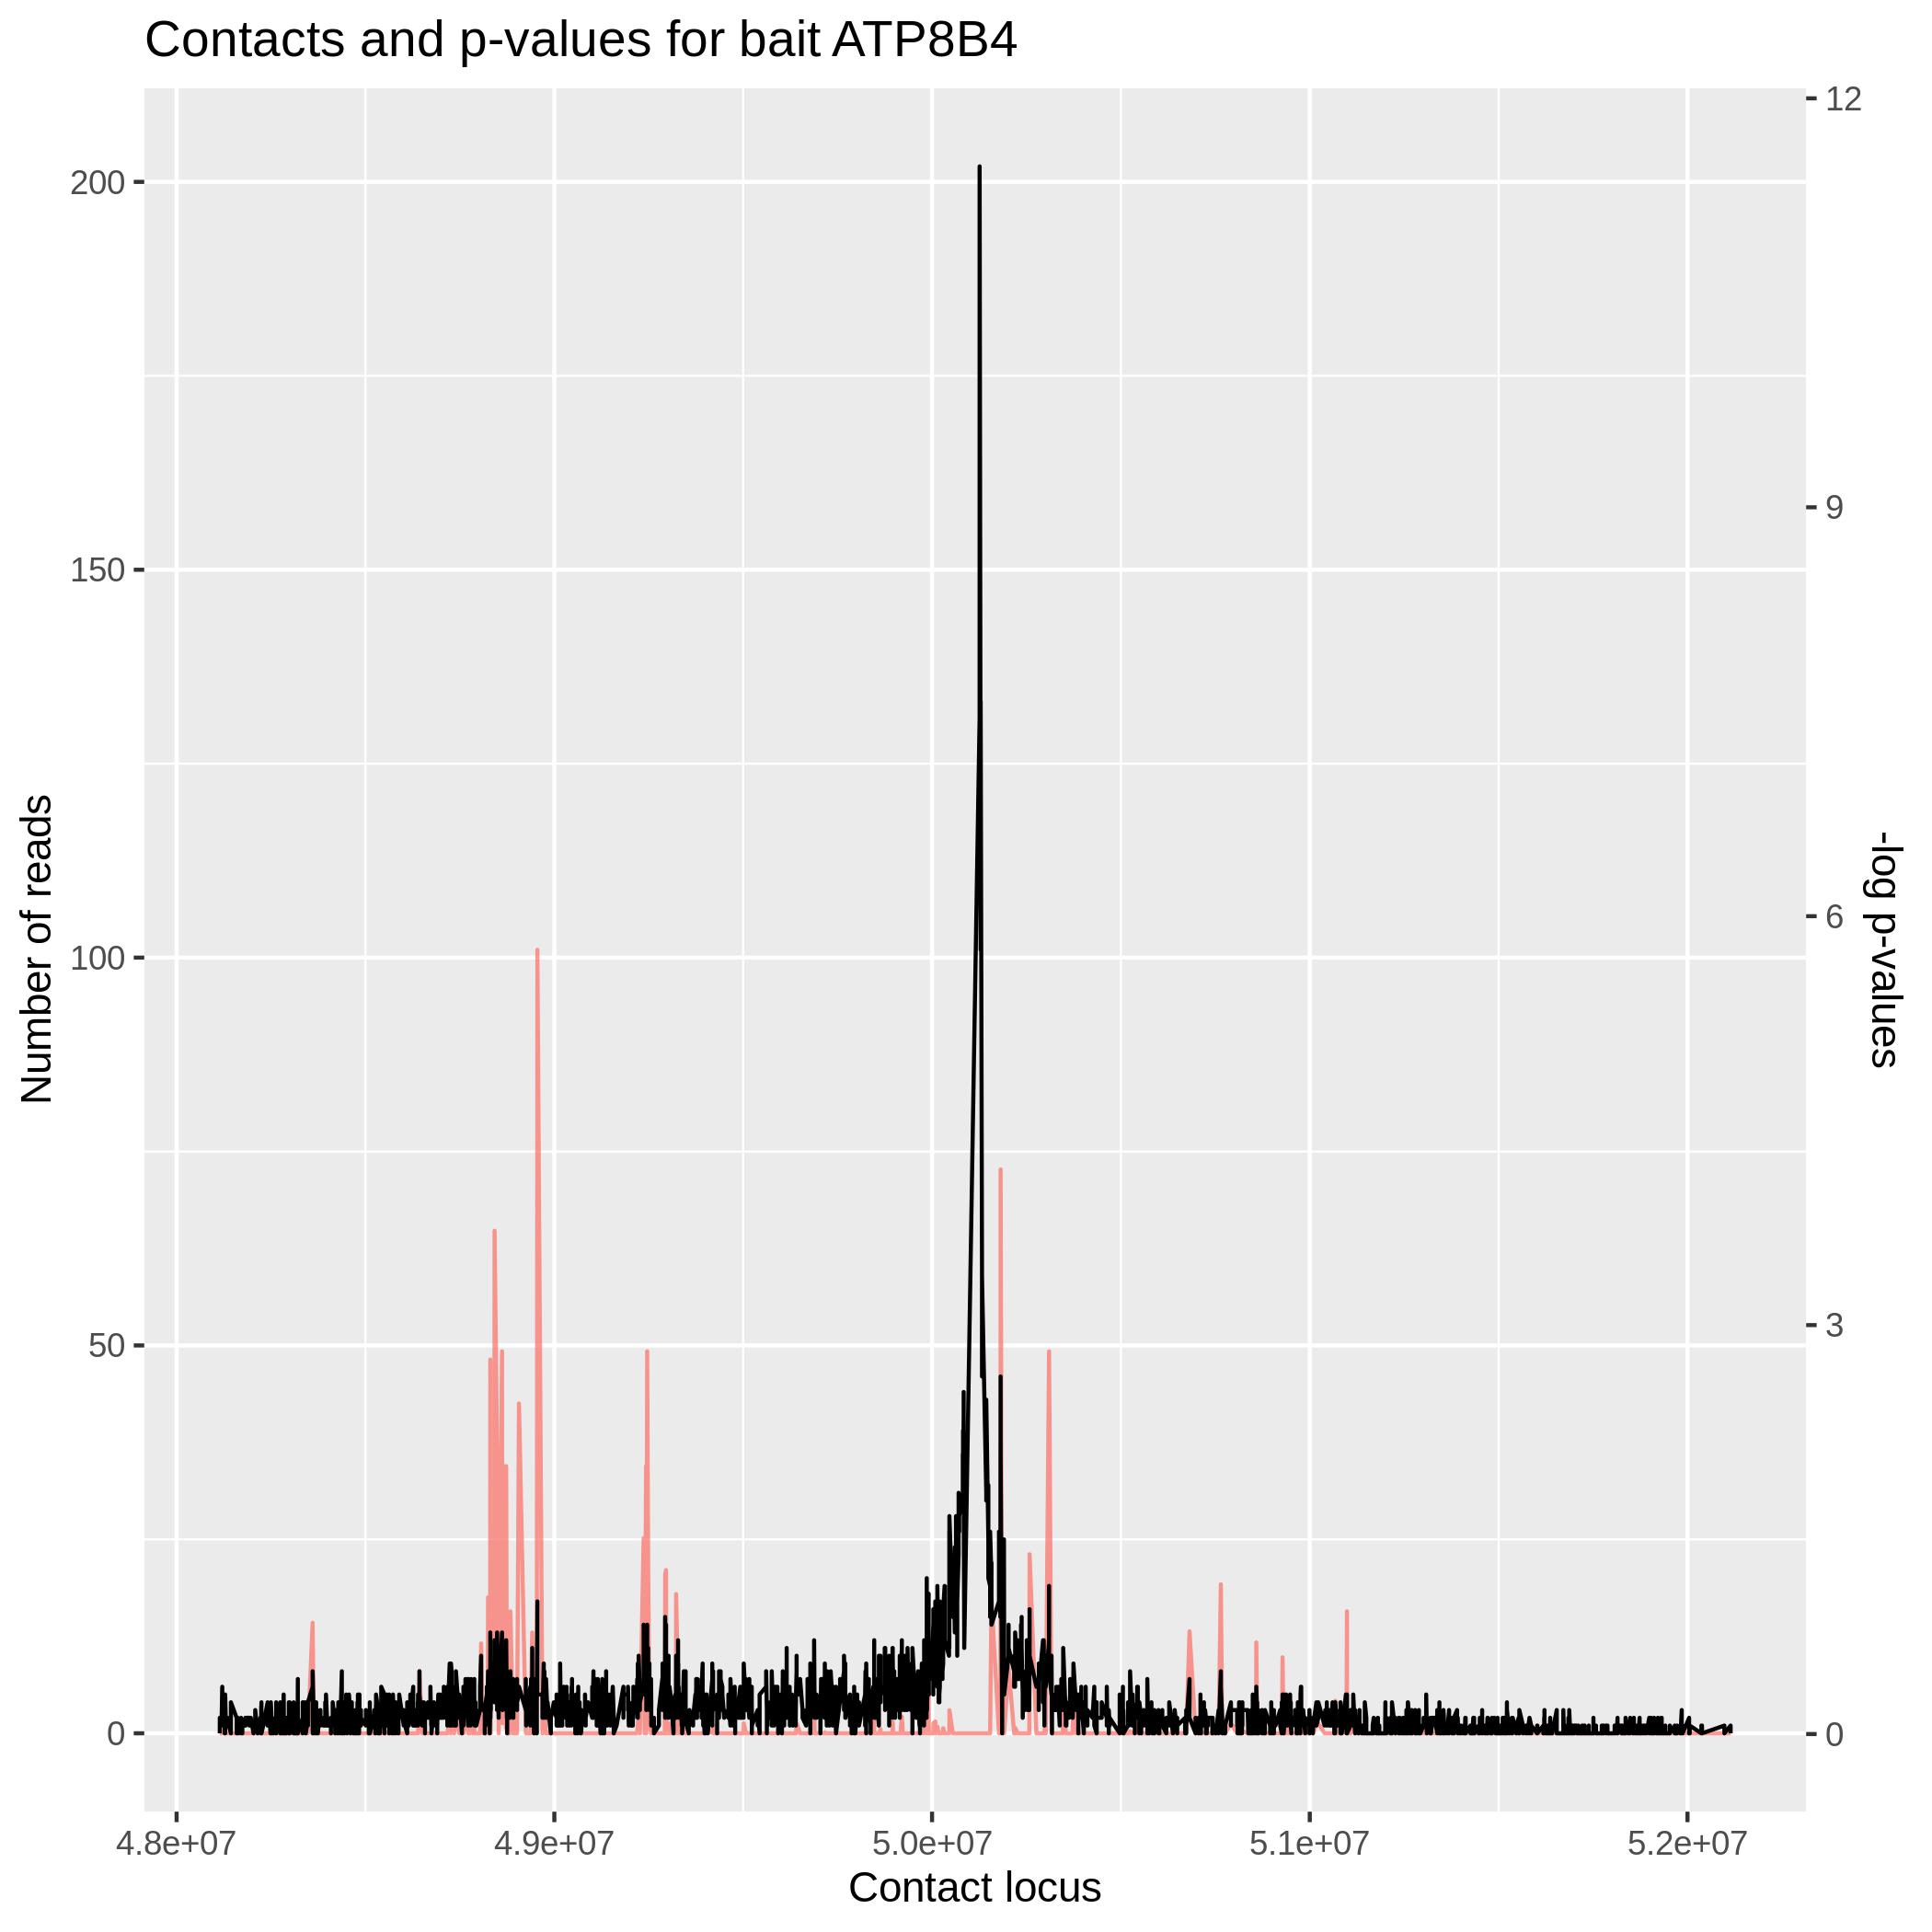 Contacts and p-values for bait ATP8B4
Number of reads
200
150
100
50
0
12
9
6
3
0
-log p-values
4.8e+07
4.9e+07
5.0e+07
5.1e+07
5.2e+07
Contact locus